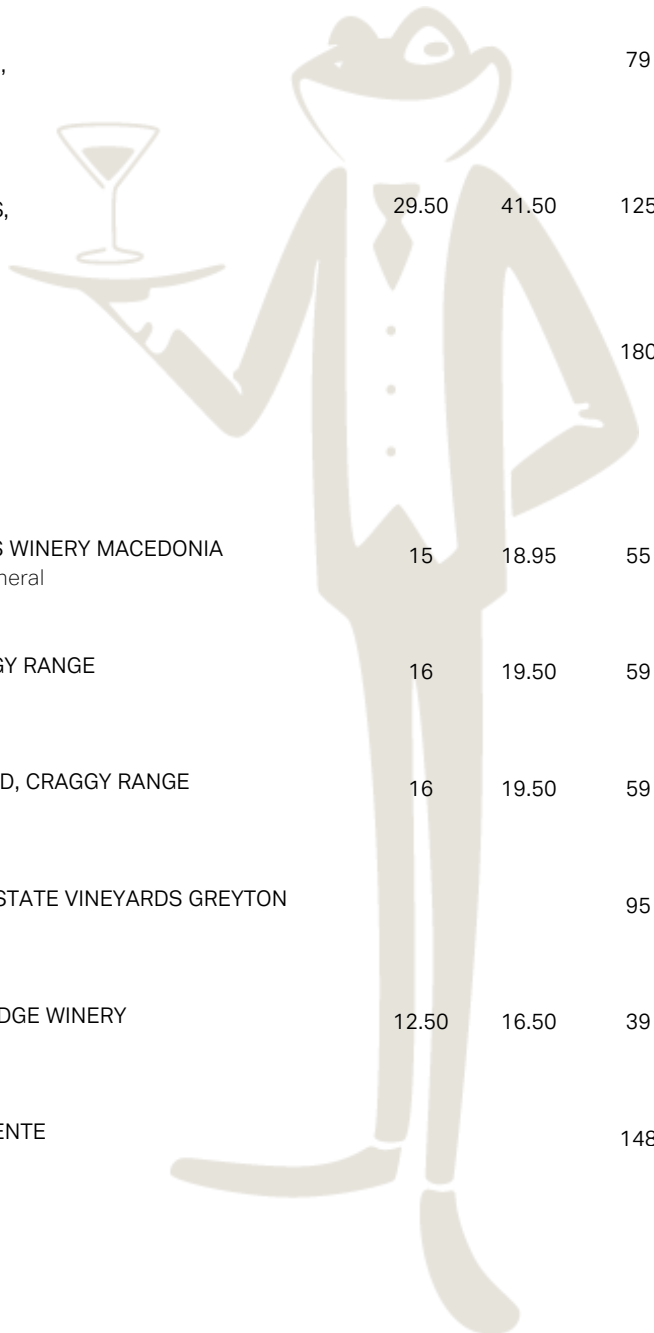 , 79
S, 29.50 41.50 125
180
S WINERY MACEDONIA 15 18.95 55
neral
GY RANGE 16 19.50 59
D, CRAGGY RANGE 16 19.50 59
STATE VINEYARDS GREYTON 95
DGE WINERY 12.50 16.50 39
ENTE 148